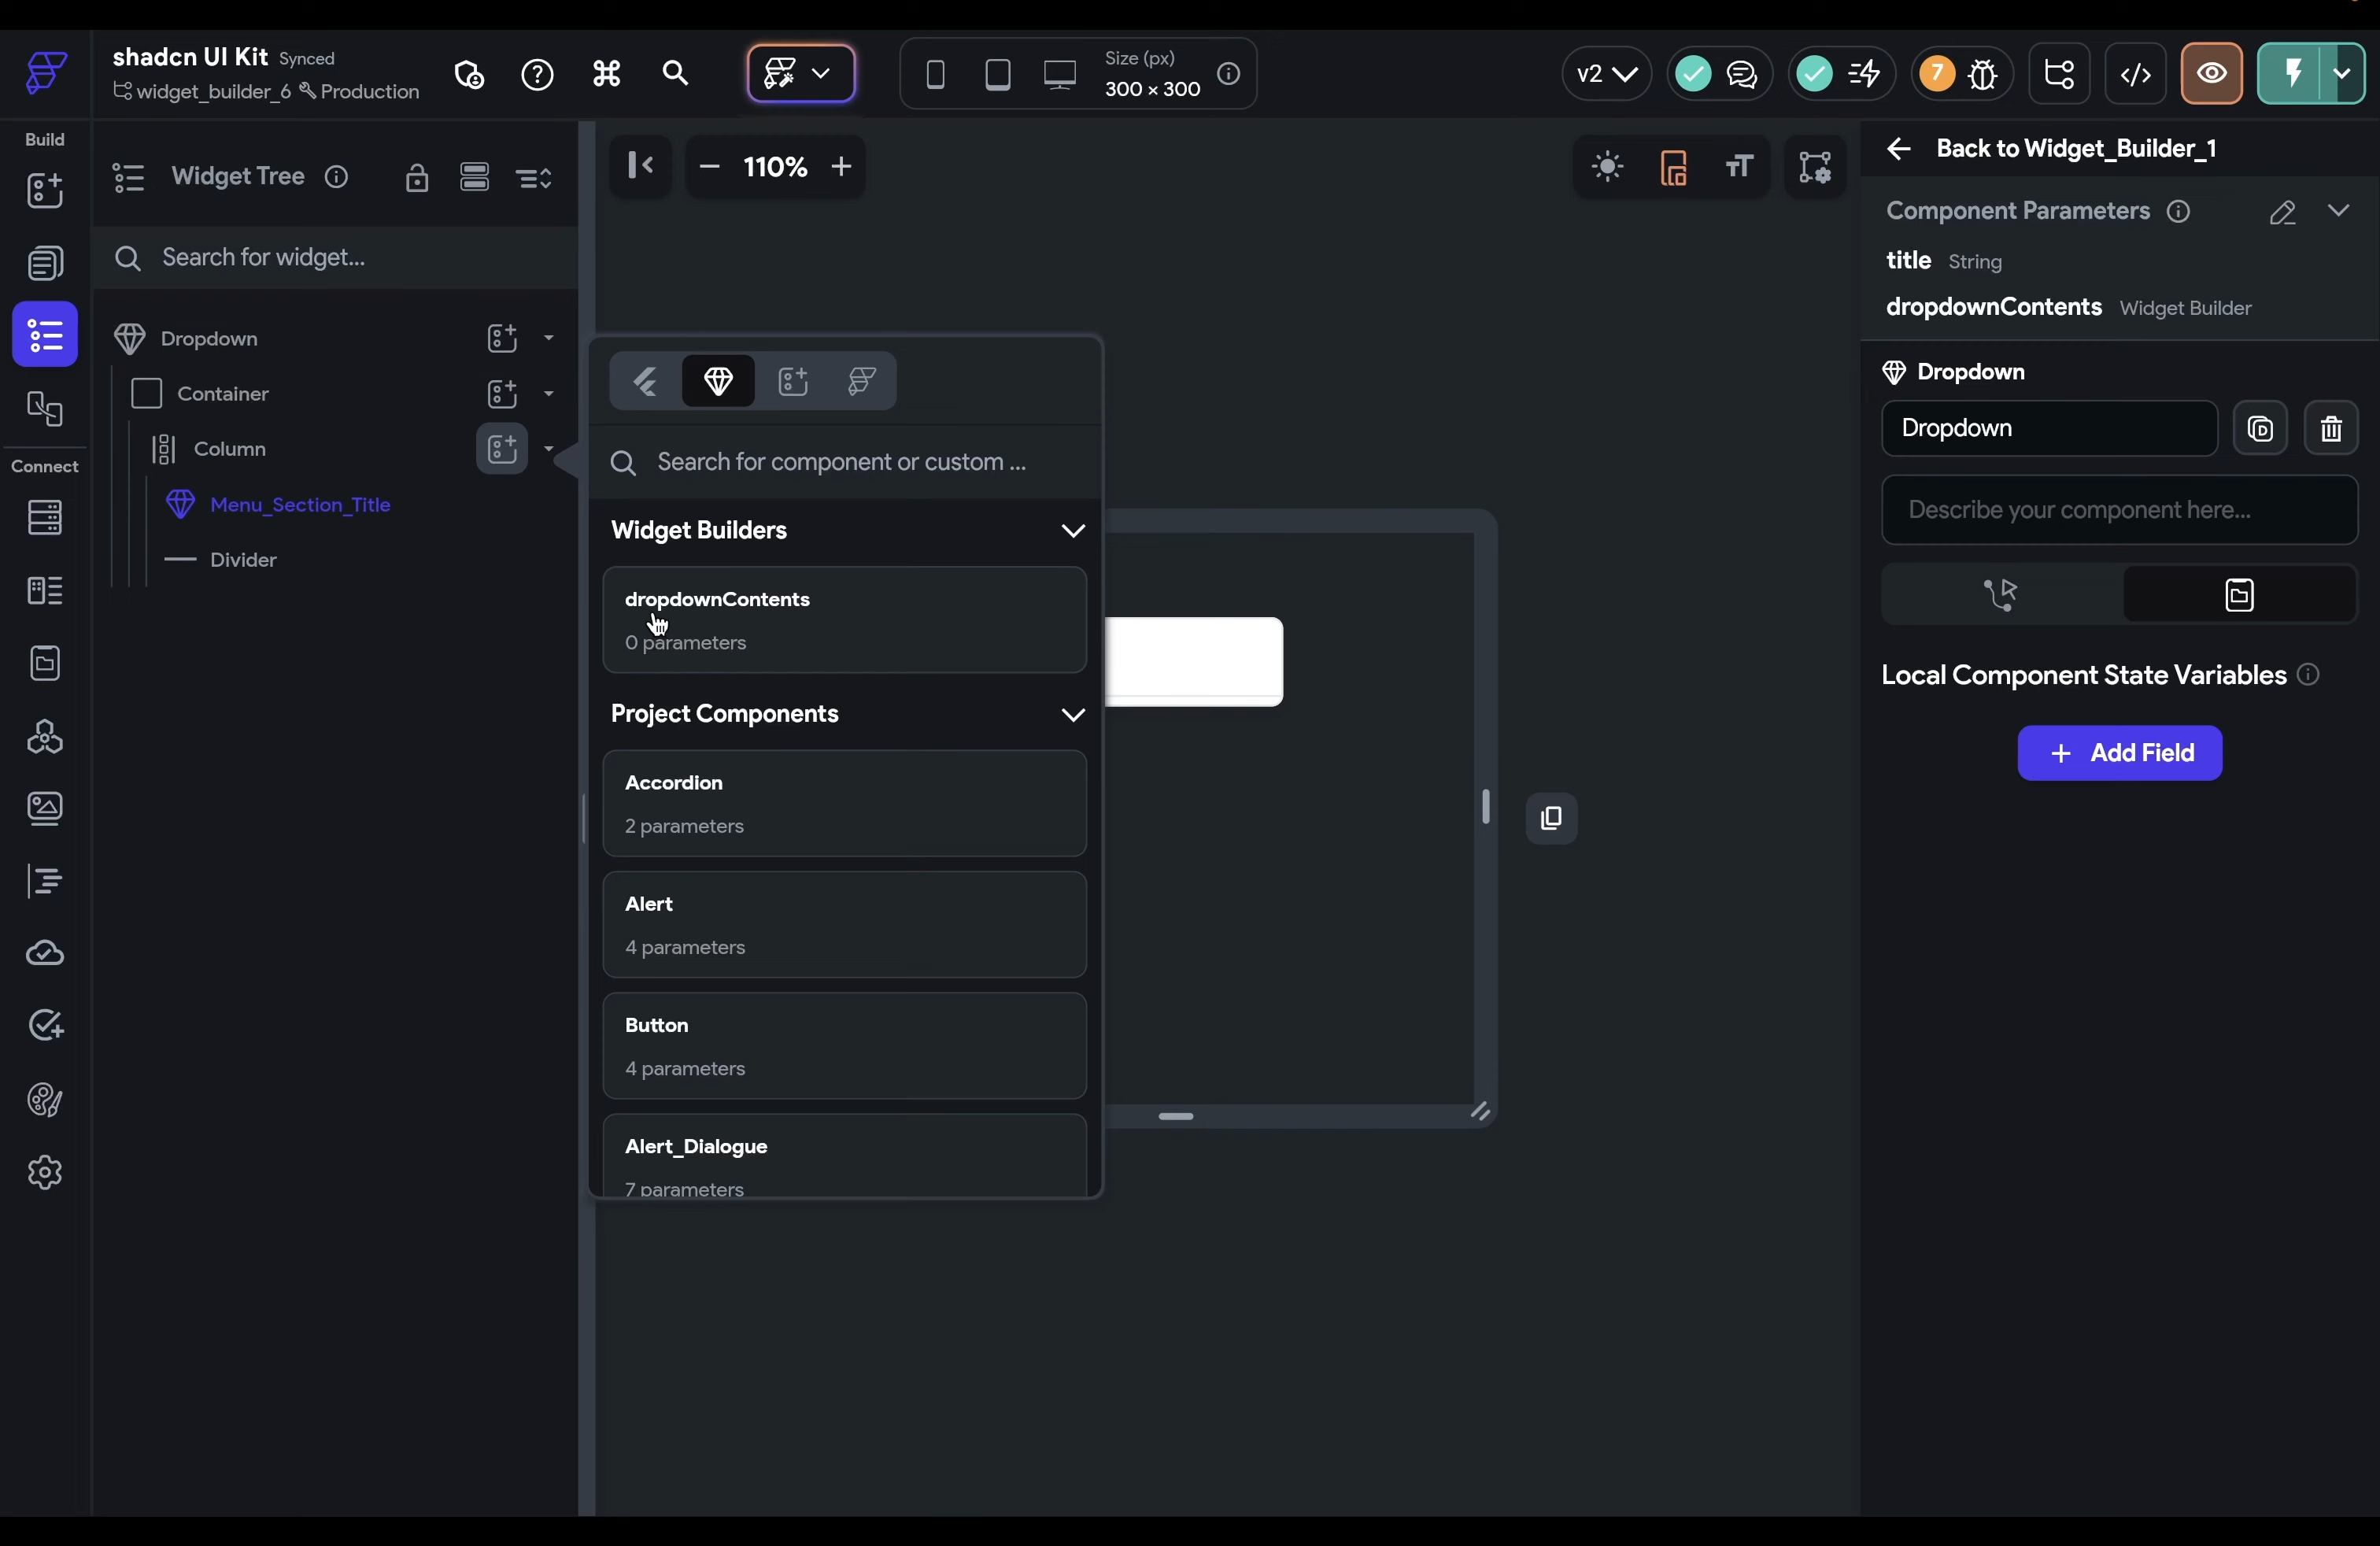 shadcn UI Kit Synced
widget_builder_6 Production
Size (px)
300 × 300
v2
7
Build
Connect
Widget Tree
Search for widget...
Dropdown
Container
Column
Menu_Section_Title
Divider
110%
Search for component or custom ...
Widget Builders
dropdownContents
0 parameters
Project Components
Accordion
2 parameters
Alert
4 parameters
Button
4 parameters
Alert_Dialogue
7 parameters
Back to Widget_Builder_1
Component Parameters
title String
dropdownContents Widget Builder
Dropdown
Dropdown
Describe your component here...
Local Component State Variables
+ Add Field